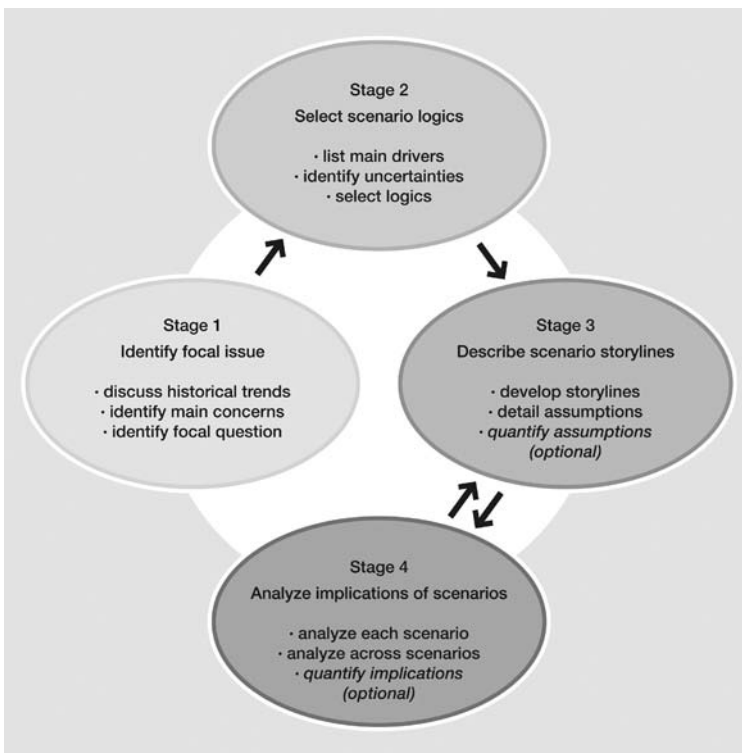 Stage 2
Select scenario logics
· list main drivers
· identify uncertainties
· select logics
Stage 1
Identify focal issue
· discuss historical trends
· identify main concerns
· identify focal question
Stage 3
Describe scenario storylines
· develop storylines
· detail assumptions
· quantify assumptions
(optional)
Stage 4
Analyze implications of scenarios
· analyze each scenario
· analyze across scenarios
· quantify implications
(optional)